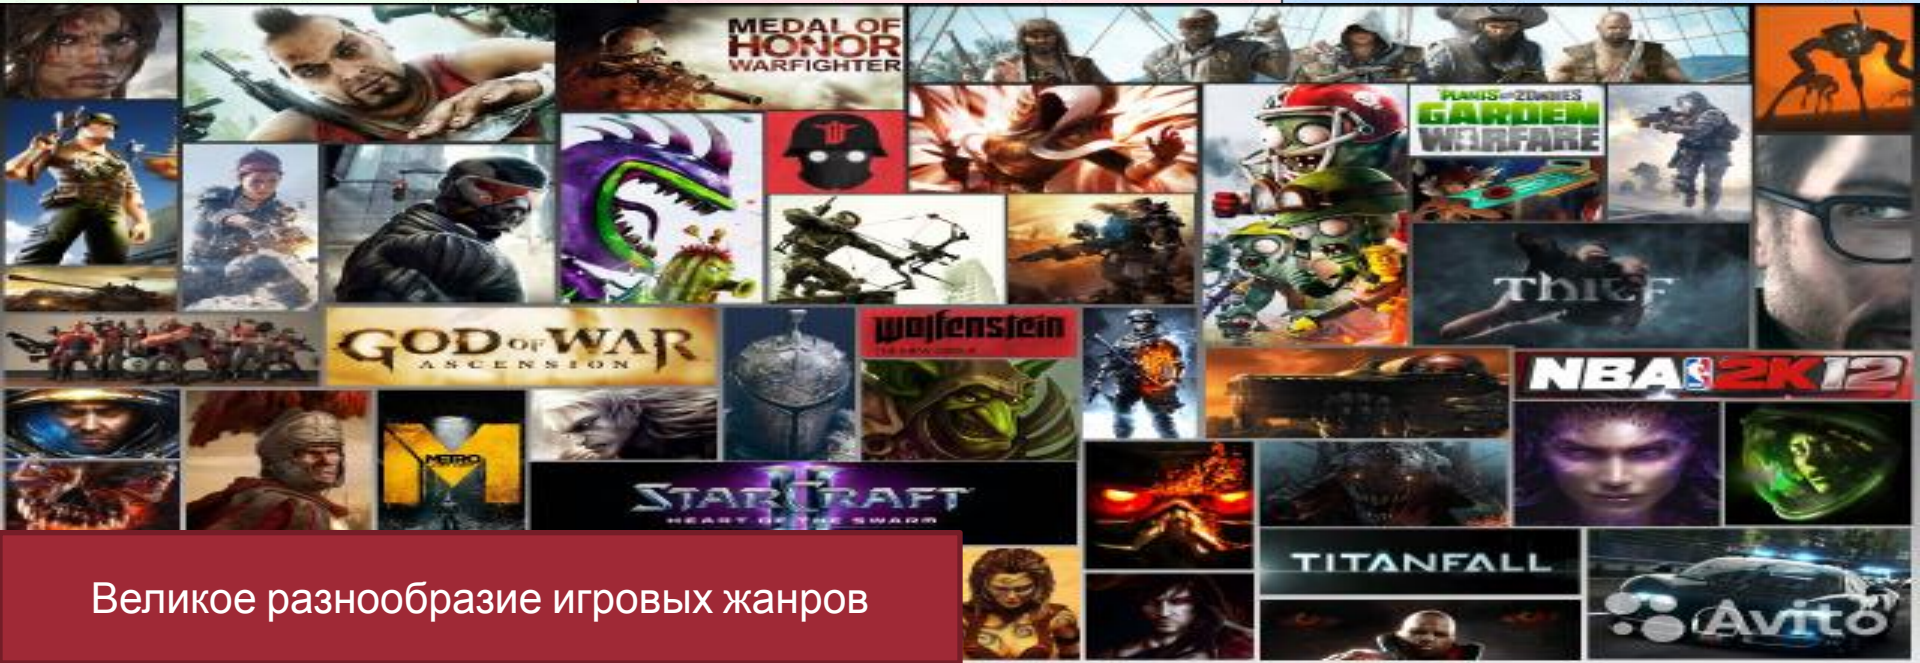 MEDAL OF
HONOR
WARFIGHTER
PLANTS vs ZOMBIES
GARDEN
WARFARE
THIEF
GOD OF WAR
ASCENSION
Wolfenstein
NBA 2K12
METRO
STARCRAFT
II
HEART OF THE SWARM
TITANFALL
Великое разнообразие игровых жанров
Avito